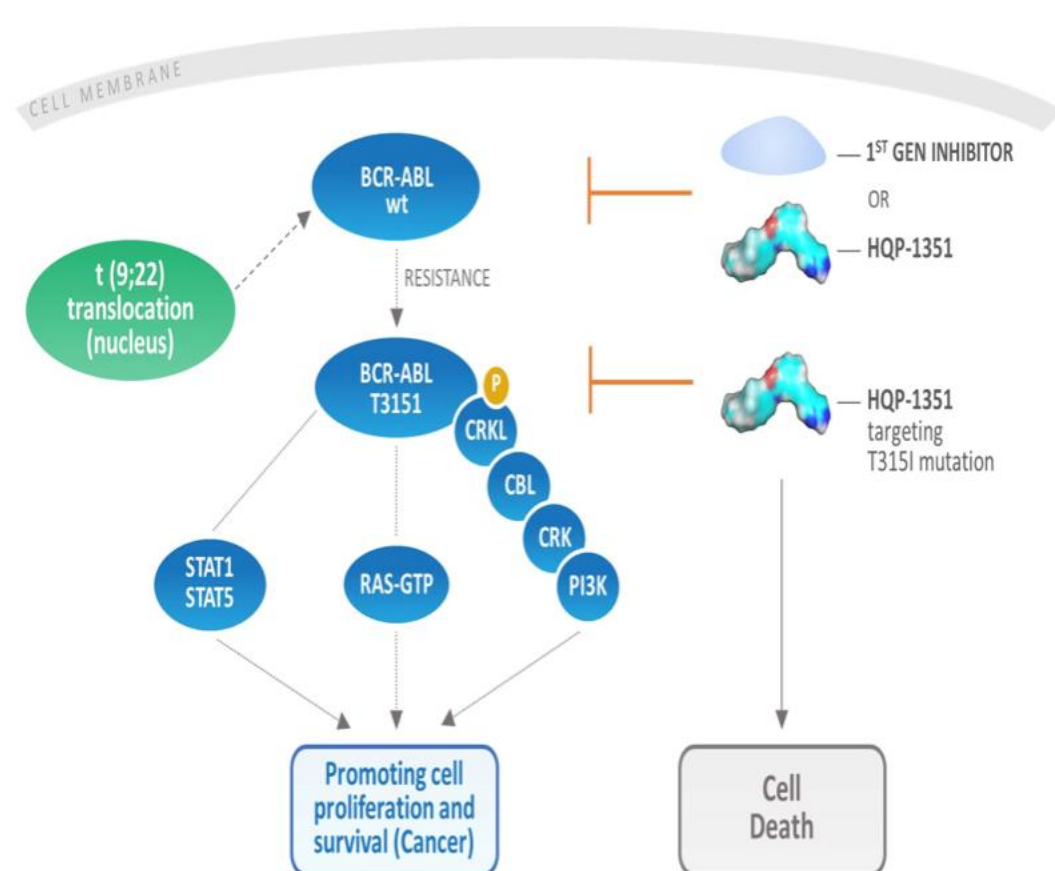 CELL MEMBRANE
BCR-ABL
wt
1ST GEN INHIBITOR
OR
HQP-1351
t (9;22)
translocation
(nucleus)
RESISTANCE
BCR-ABL
T3151
P
CRKL
CBL
CRK
PI3K
HQP-1351
targeting
T315I mutation
STAT1
STAT5
RAS-GTP
Promoting cell
proliferation and
survival (Cancer)
Cell
Death